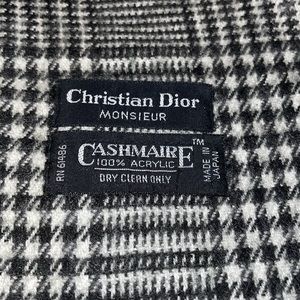 Christian Dior
MONSIEUR
RN 61486
CASHMAIRE™
100% ACRYLIC
DRY CLEAN ONLY
MADE IN
JAPAN